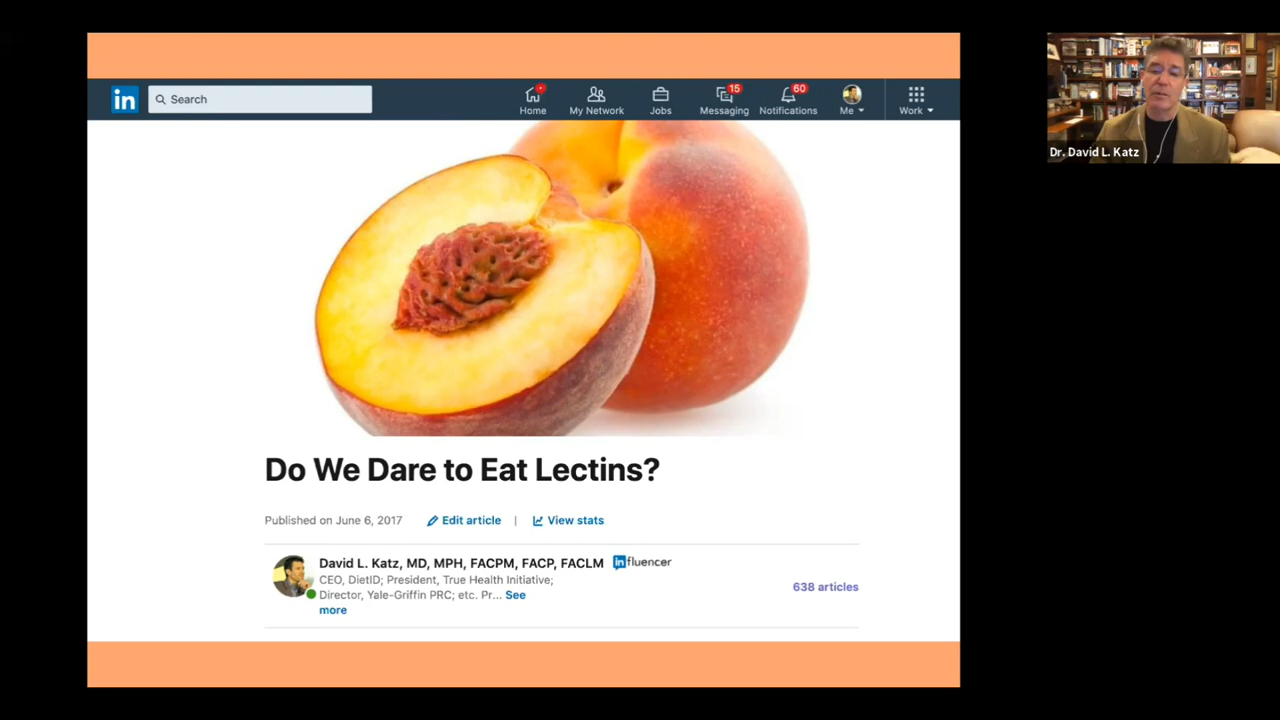 in
Search
Home
My Network
Jobs
15
Messaging
60
Notifications
Me
Work
Dr. David L. Katz
Do We Dare to Eat Lectins?
Published on June 6, 2017 Edit article | View stats
David L. Katz, MD, MPH, FACPM, FACP, FACLM influencer
CEO, DietID; President, True Health Initiative;
Director, Yale-Griffin PRC; etc. Pr... See
more
638 articles